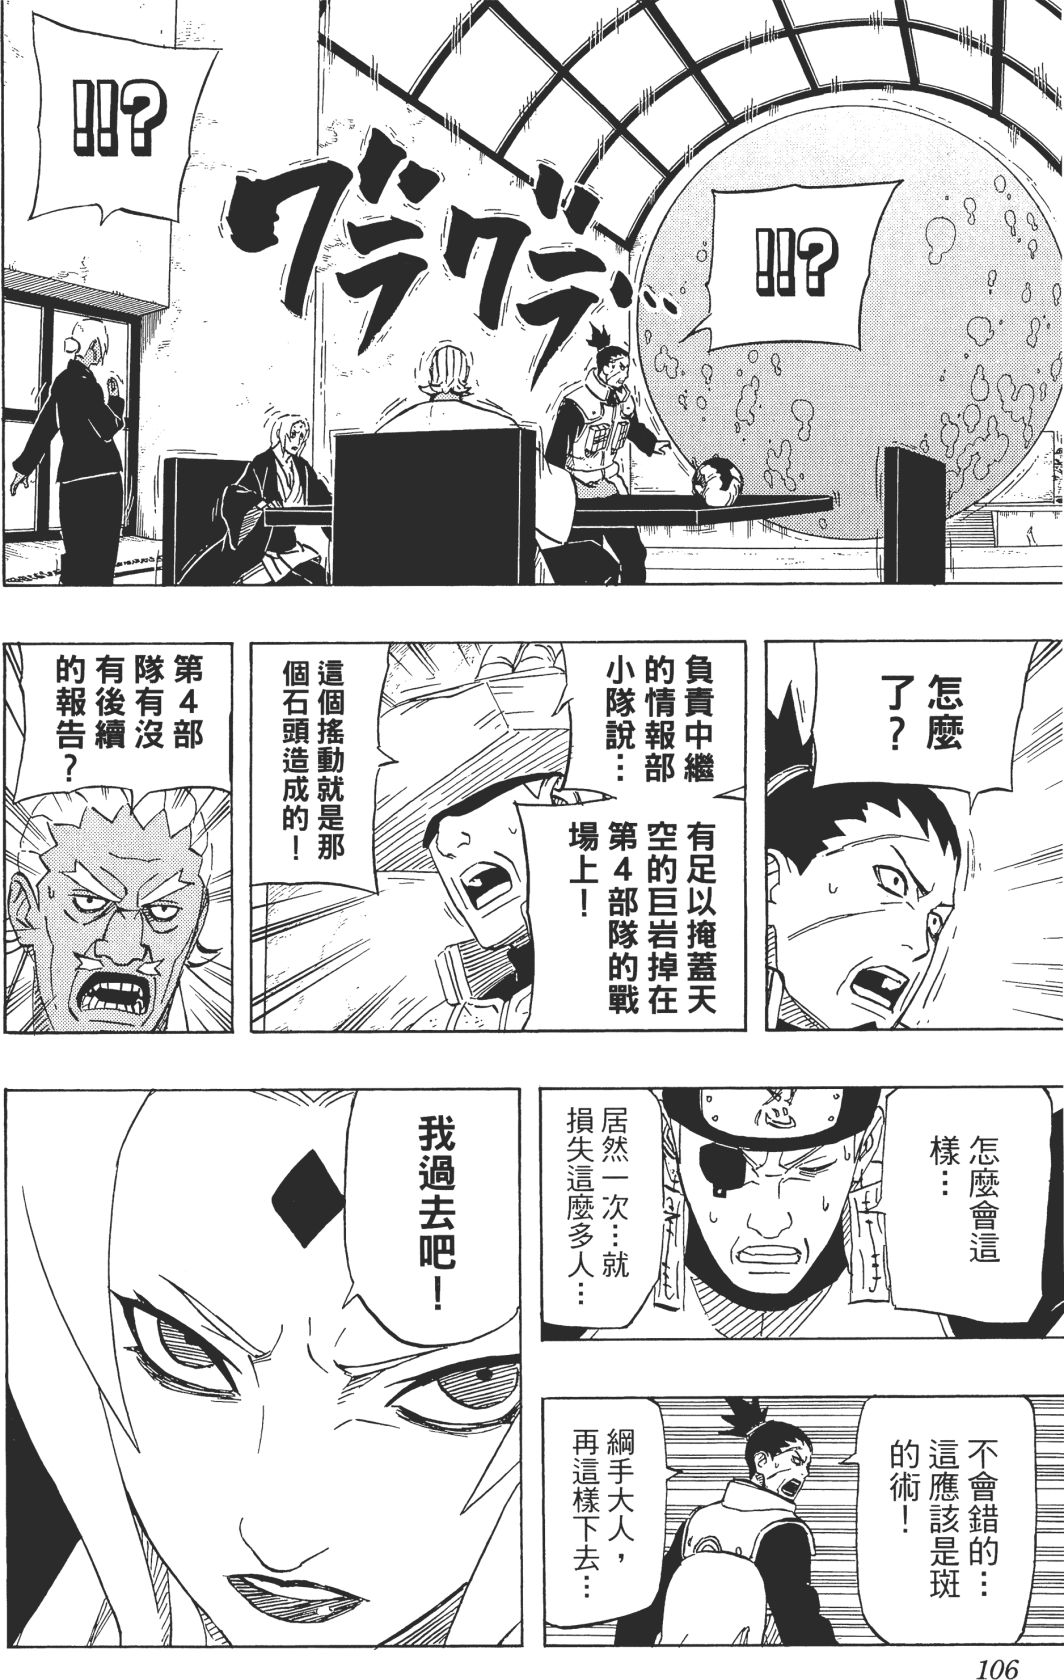 !!?
グラグラ…
!!?
怎麼
了？
負責中繼
的情報部
小隊說…
有足以掩蓋天
空的巨岩掉在
第4部隊的戰
場上！
這個搖動就是那
個石頭造成的！
第4部
隊有沒
有後續
的報告？
怎麼會這
樣…
居然一次…就
損失這麼多人…
不會錯的…
這應該是斑
的術！
綱手大人，
再這樣下去…
我過去吧！
106